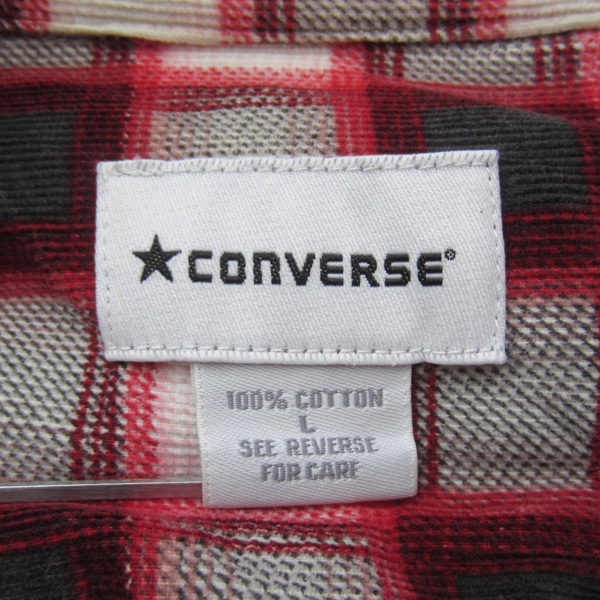 ★CONVERSE®
100% COTTON
L
SEE REVERSE
FOR CARE